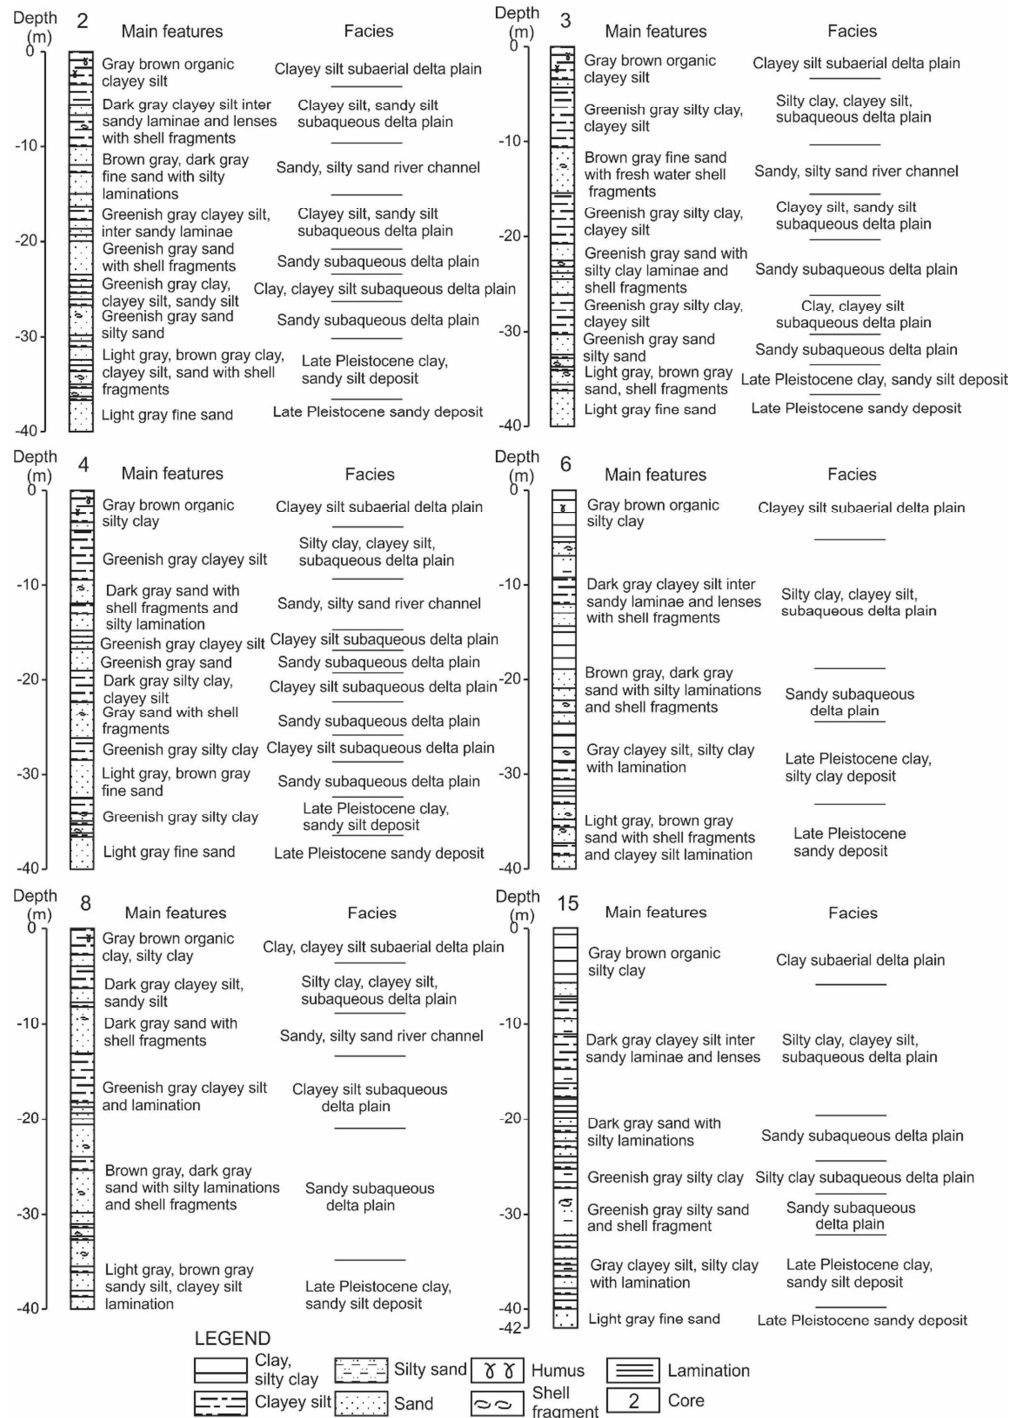 Depth
(m)
2
Main features
Facies
0
-10
-20
-30
-40
Gray brown organic
clayey silt
Clayey silt subaerial delta plain
Dark gray clayey silt inter
sandy laminae and lenses
with shell fragments
Clayey silt, sandy silt
subaqueous delta plain
Brown gray, dark gray
fine sand with silty
laminations
Sandy, silty sand river channel
Greenish gray clayey silt,
inter sandy laminae
Clayey silt, sandy silt
subaqueous delta plain
Greenish gray sand
with shell fragments
Sandy subaqueous delta plain
Greenish gray clay,
clayey silt, sandy silt
Clay, clayey silt subaqueous delta plain
Greenish gray sand
silty sand
Sandy subaqueous delta plain
Light gray, brown gray clay,
clayey silt, sand with shell
fragments
Late Pleistocene clay,
sandy silt deposit
Light gray fine sand
Late Pleistocene sandy deposit
Depth
(m)
3
Main features
Facies
0
-10
-20
-30
-40
Gray brown organic
clayey silt
Clayey silt subaerial delta plain
Greenish gray silty clay,
clayey silt
Silty clay, clayey silt,
subaqueous delta plain
Brown gray fine sand
with fresh water shell
fragments
Sandy, silty sand river channel
Greenish gray silty clay,
clayey silt
Clayey silt, sandy silt
subaqueous delta plain
Greenish gray sand with
silty clay laminae and
shell fragments
Sandy subaqueous delta plain
Greenish gray silty clay,
clayey silt
Clay, clayey silt
subaqueous delta plain
Greenish gray sand
silty sand
Sandy subaqueous delta plain
Light gray, brown gray
sand, shell fragments
Late Pleistocene clay, sandy silt deposit
Light gray fine sand
Late Pleistocene sandy deposit
Depth
(m)
4
Main features
Facies
0
-10
-20
-30
-40
Gray brown organic
silty clay
Clayey silt subaerial delta plain
Greenish gray clayey silt
Silty clay, clayey silt,
subaqueous delta plain
Dark gray sand with
shell fragments and
silty lamination
Sandy, silty sand river channel
Greenish gray clayey silt
Clayey silt subaqueous delta plain
Greenish gray sand
Sandy subaqueous delta plain
Dark gray silty clay,
clayey silt
Clayey silt subaqueous delta plain
Gray sand with shell
fragments
Sandy subaqueous delta plain
Greenish gray silty clay
Clayey silt subaqueous delta plain
Light gray, brown gray
fine sand
Sandy subaqueous delta plain
Greenish gray silty clay
Late Pleistocene clay,
sandy silt deposit
Light gray fine sand
Late Pleistocene sandy deposit
Depth
(m)
6
Main features
Facies
0
-10
-20
-30
-40
Gray brown organic
silty clay
Clayey silt subaerial delta plain
Dark gray clayey silt inter
sandy laminae and lenses
with shell fragments
Silty clay, clayey silt,
subaqueous delta plain
Brown gray, dark gray
sand with silty laminations
and shell fragments
Sandy subaqueous
delta plain
Gray clayey silt, silty clay
with lamination
Late Pleistocene clay,
silty clay deposit
Light gray, brown gray
sand with shell fragments
and clayey silt lamination
Late Pleistocene
sandy deposit
Depth
(m)
8
Main features
Facies
0
-10
-20
-30
-40
Gray brown organic
clay, silty clay
Clay, clayey silt subaerial delta plain
Dark gray clayey silt,
sandy silt
Silty clay, clayey silt,
subaqueous delta plain
Dark gray sand with
shell fragments
Sandy, silty sand river channel
Greenish gray clayey silt
and lamination
Clayey silt subaqueous
delta plain
Brown gray, dark gray
sand with silty laminations
and shell fragments
Sandy subaqueous
delta plain
Light gray, brown gray
sandy silt, clayey silt
lamination
Late Pleistocene clay,
sandy silt deposit
Depth
(m)
15
Main features
Facies
0
-10
-20
-30
-40
-42
Gray brown organic
silty clay
Clay subaerial delta plain
Dark gray clayey silt inter
sandy laminae and lenses
Silty clay, clayey silt,
subaqueous delta plain
Dark gray sand with
silty laminations
Sandy subaqueous delta plain
Greenish gray silty clay
Silty clay subaqueous delta plain
Greenish gray silty sand
and shell fragment
Sandy subaqueous
delta plain
Gray clayey silt, silty clay
with lamination
Late Pleistocene clay,
sandy silt deposit
Light gray fine sand
Late Pleistocene sandy deposit
LEGEND
Clay,
silty clay
Silty sand
Humus
Lamination
Clayey silt
Sand
Shell
fragment
2
Core